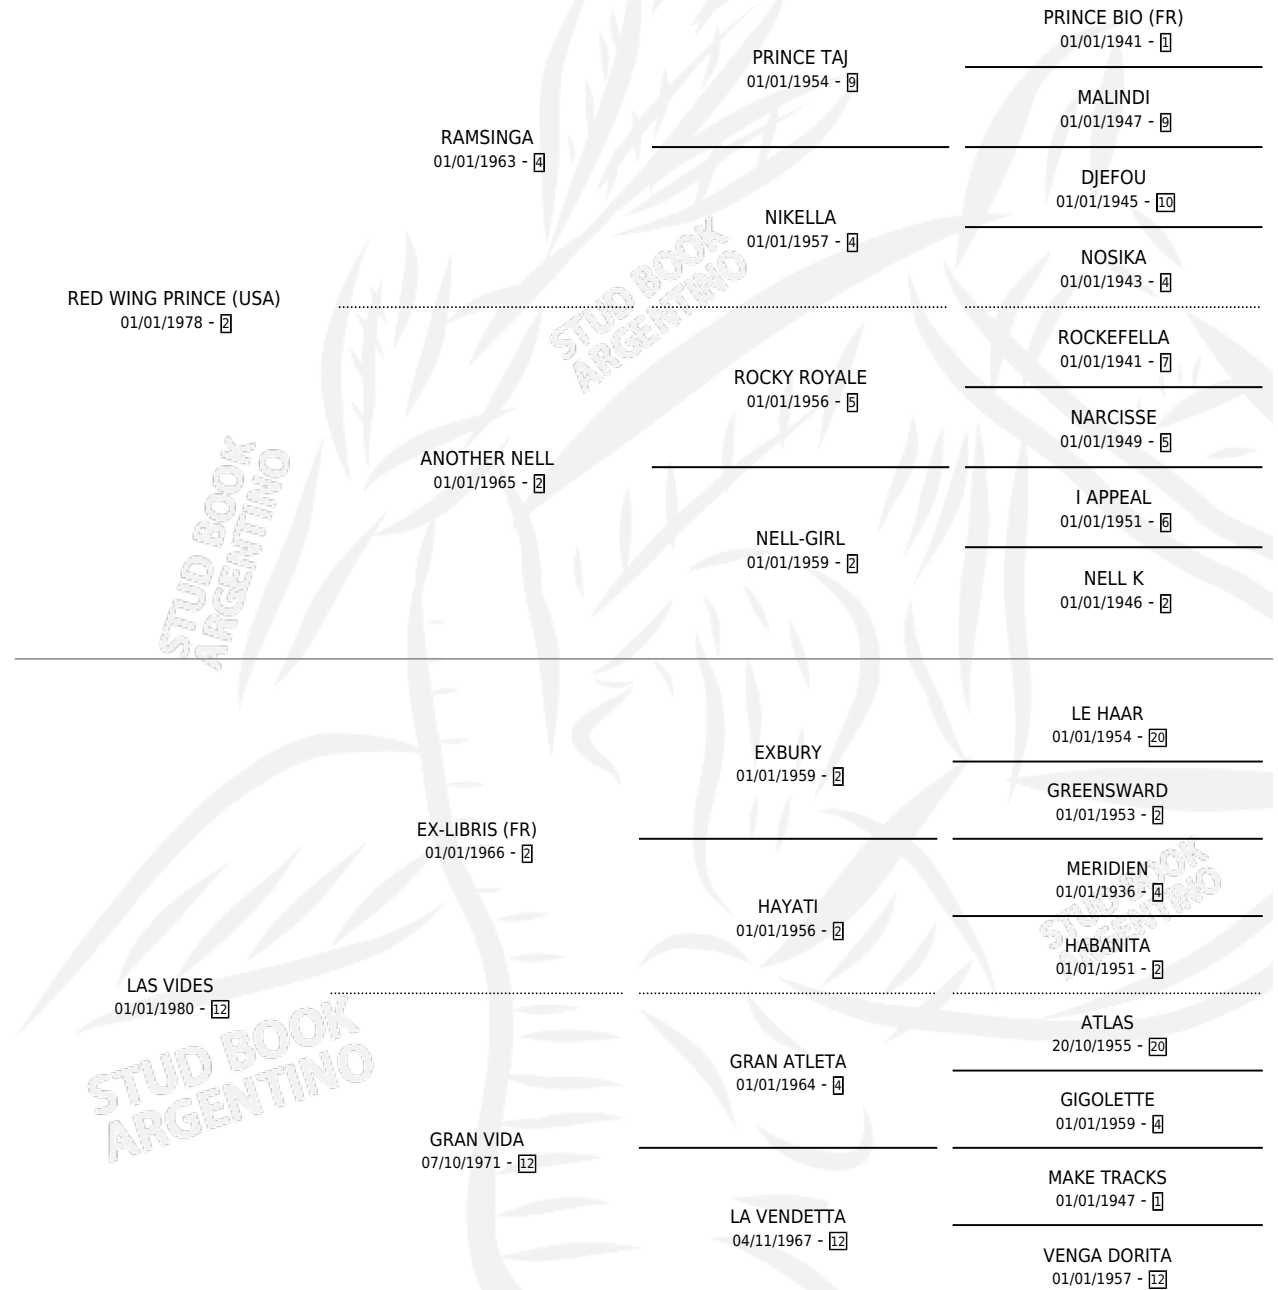 PRINCE BIO (FR)
01/01/1941 - 1
PRINCE TAJ
01/01/1954 - 9
MALINDI
01/01/1947 - 9
RAMSINGA
01/01/1963 - 4
DJEFOU
01/01/1945 - 10
NIKELLA
01/01/1957 - 4
NOSIKA
01/01/1943 - 4
RED WING PRINCE (USA)
01/01/1978 - 2
ROCKEFELLA
01/01/1941 - 7
ROCKY ROYALE
01/01/1956 - 5
NARCISSE
01/01/1949 - 5
ANOTHER NELL
01/01/1965 - 2
I APPEAL
01/01/1951 - 6
NELL-GIRL
01/01/1959 - 2
NELL K
01/01/1946 - 2
LE HAAR
01/01/1954 - 20
EXBURY
01/01/1959 - 2
GREENSWARD
01/01/1953 - 2
EX-LIBRIS (FR)
01/01/1966 - 2
MERIDIEN
01/01/1936 - 4
HAYATI
01/01/1956 - 2
HABANITA
01/01/1951 - 2
LAS VIDES
01/01/1980 - 12
ATLAS
20/10/1955 - 20
GRAN ATLETA
01/01/1964 - 4
GIGOLETTE
01/01/1959 - 4
GRAN VIDA
07/10/1971 - 12
MAKE TRACKS
01/01/1947 - 1
LA VENDETTA
04/11/1967 - 12
VENGA DORITA
01/01/1957 - 12
STUD BOOK
ARGENTINO
STUD BOOK
ARGENTINO
STUD BOOK
ARGENTINO
STUD BOOK
ARGENTINO